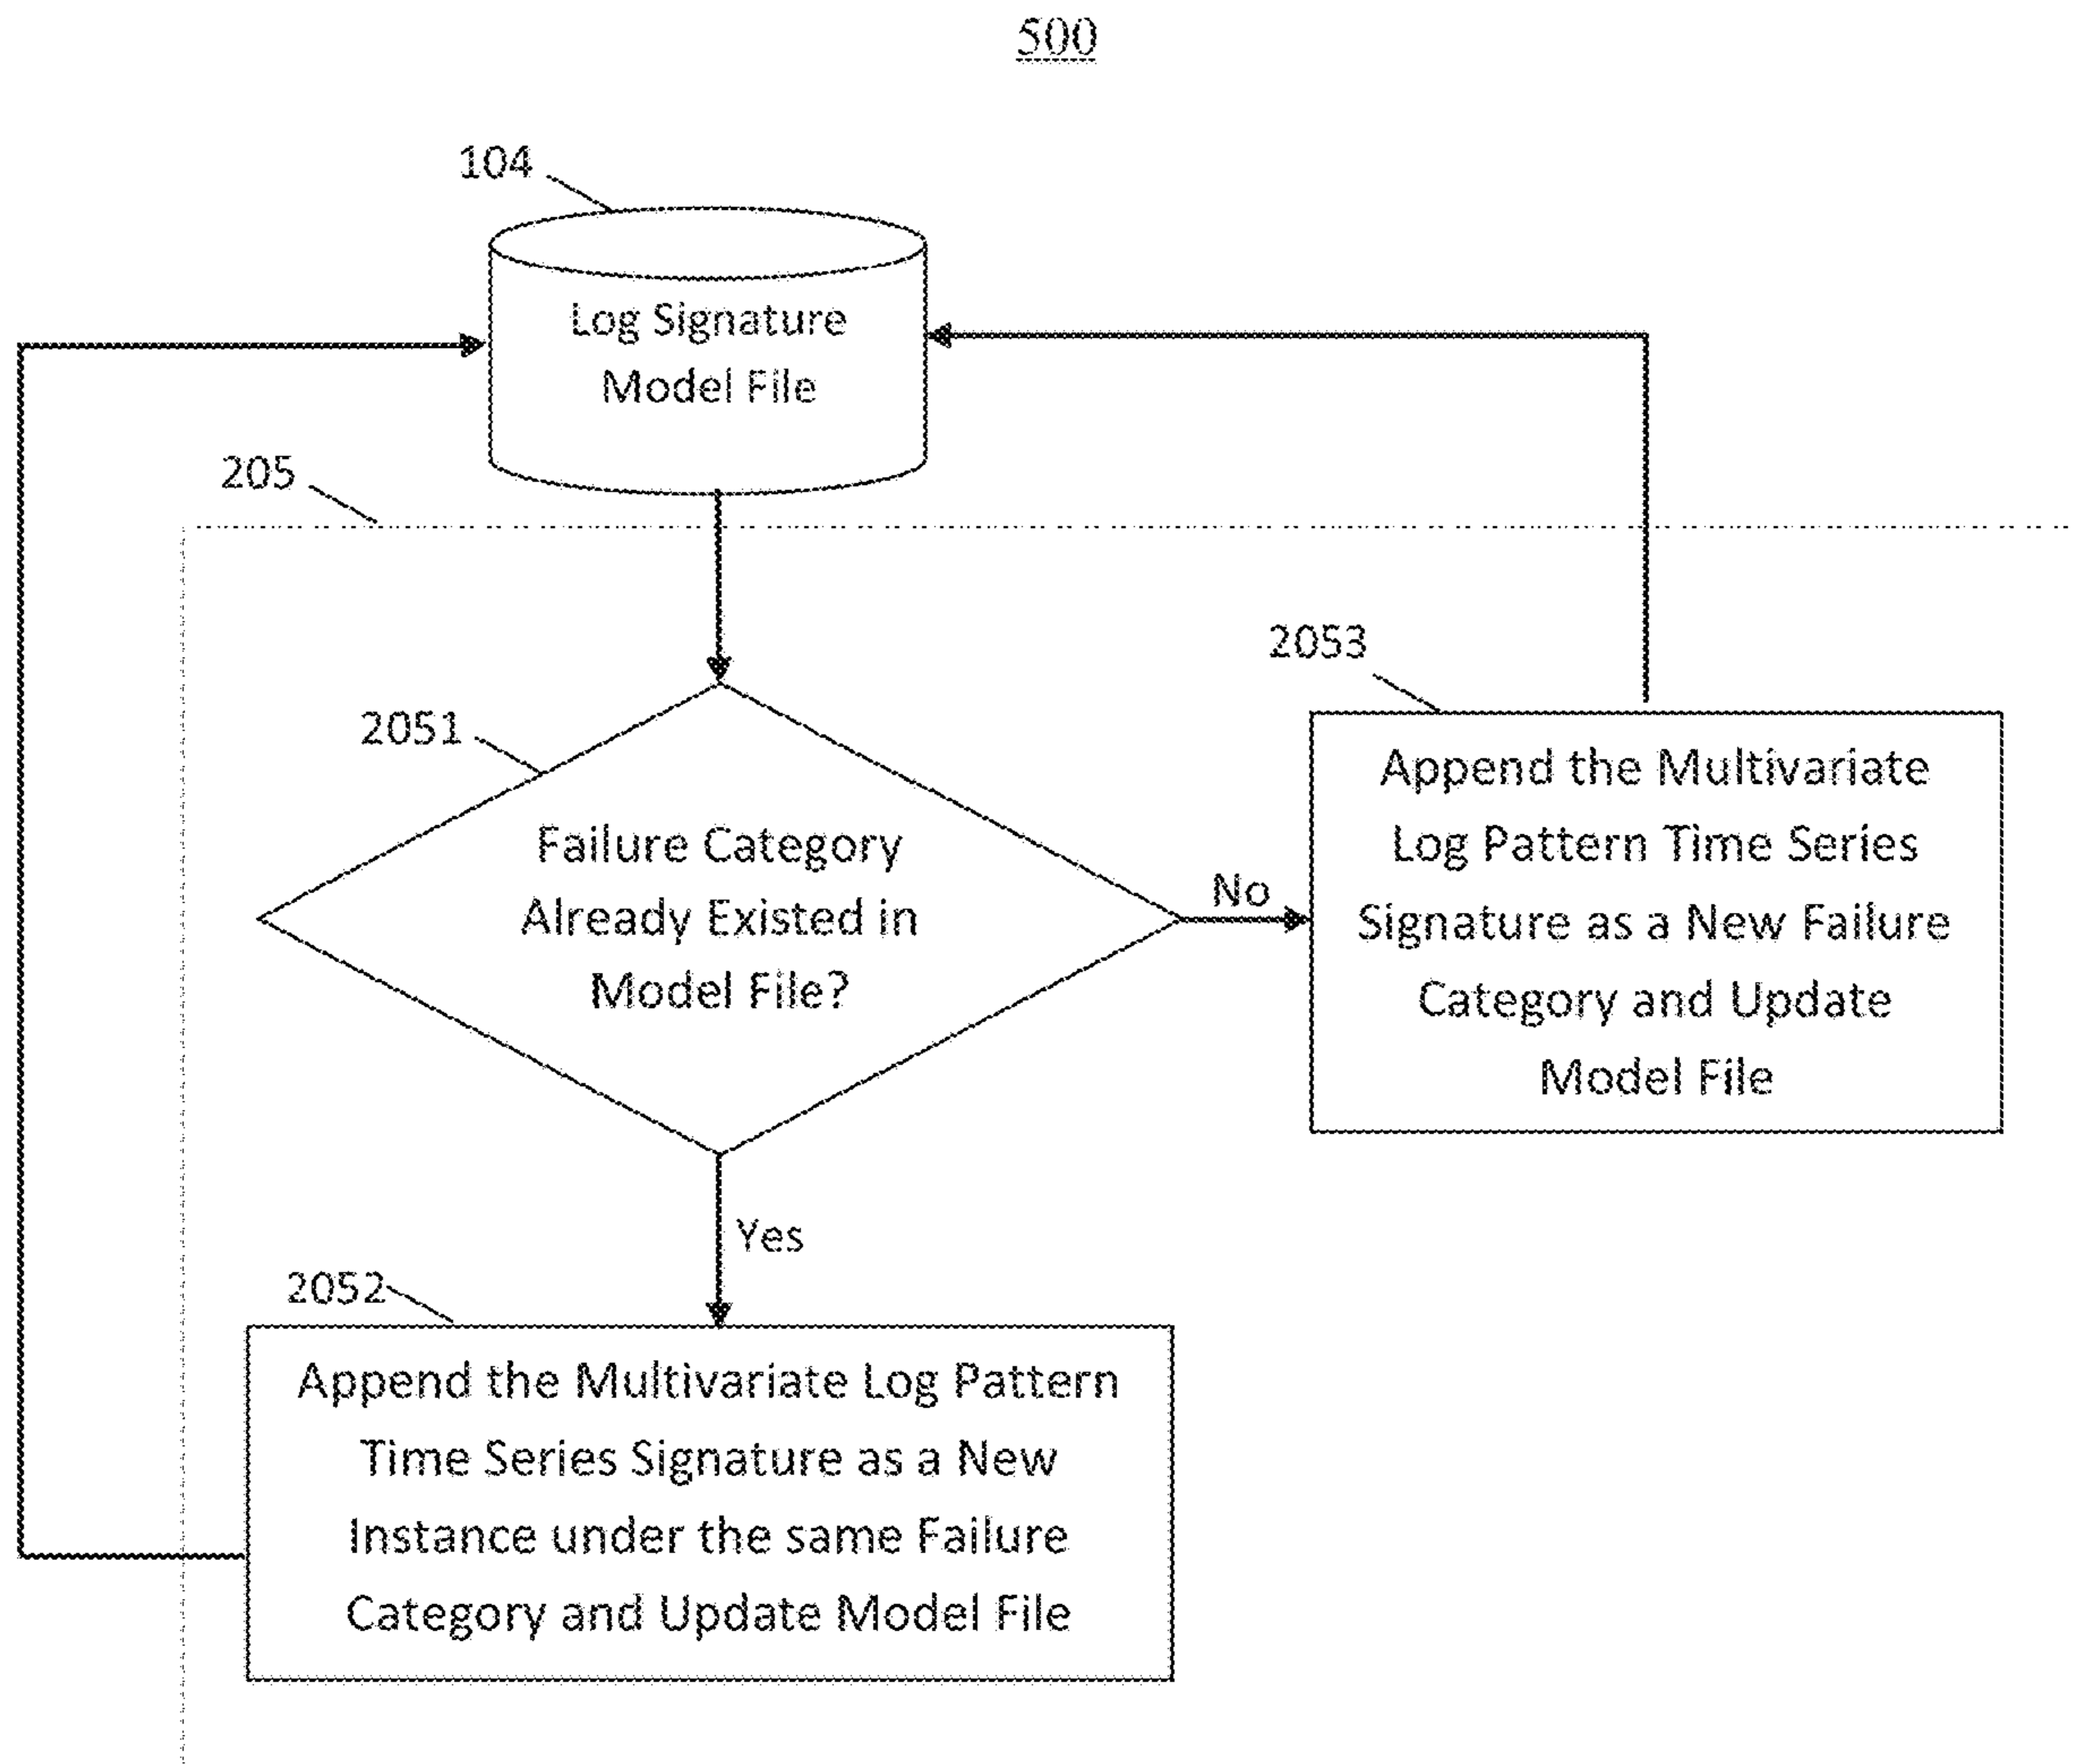 500
104
Log Signature
Model File
205
2053
2051
Append the Multivariate
Log Pattern Time Series
Signature as a New Failure
Category and Update
Model File
Failure Category
Already Existed in
Model File?
No
Yes
2052
Append the Multivariate Log Pattern
Time Series Signature as a New
Instance under the same Failure
Category and Update Model File